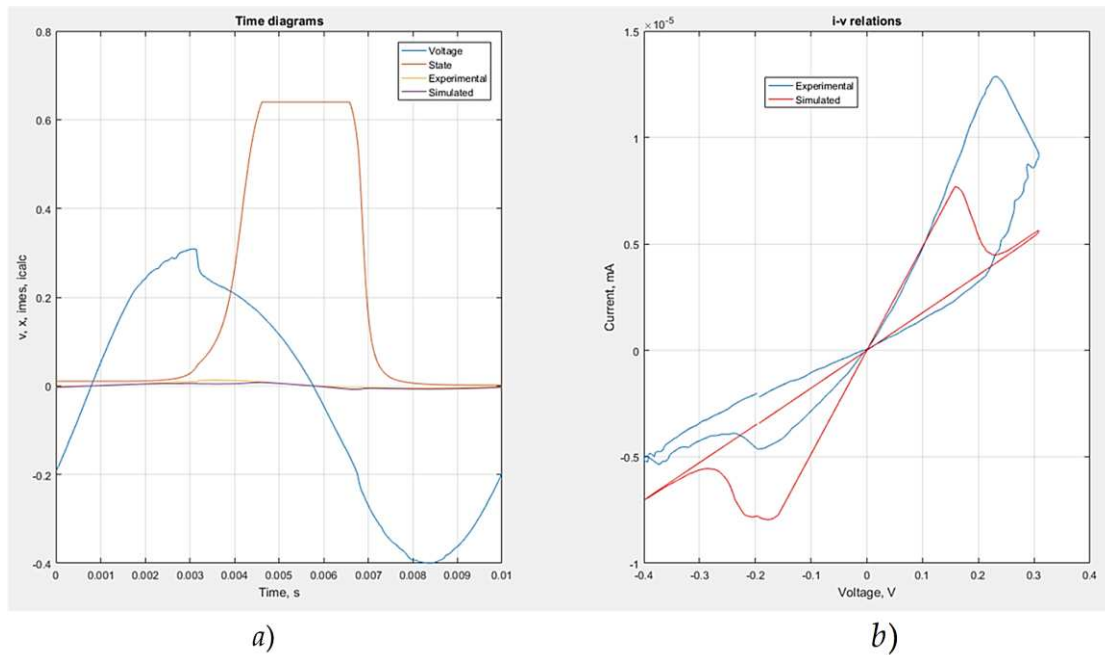 Time diagrams
0.8
0.6
0.4
0.2
0
-0.2
-0.4
v, x, imes, icalc
Voltage
State
Experimental
Simulated
0 0.001 0.002 0.003 0.004 0.005 0.006 0.007 0.008 0.009 0.01
Time, s
a)
i-v relations
×10⁻⁵
1.5
1
0.5
0
-0.5
-1
Current, mA
Experimental
Simulated
-0.4 -0.3 -0.2 -0.1 0 0.1 0.2 0.3 0.4
Voltage, V
b)